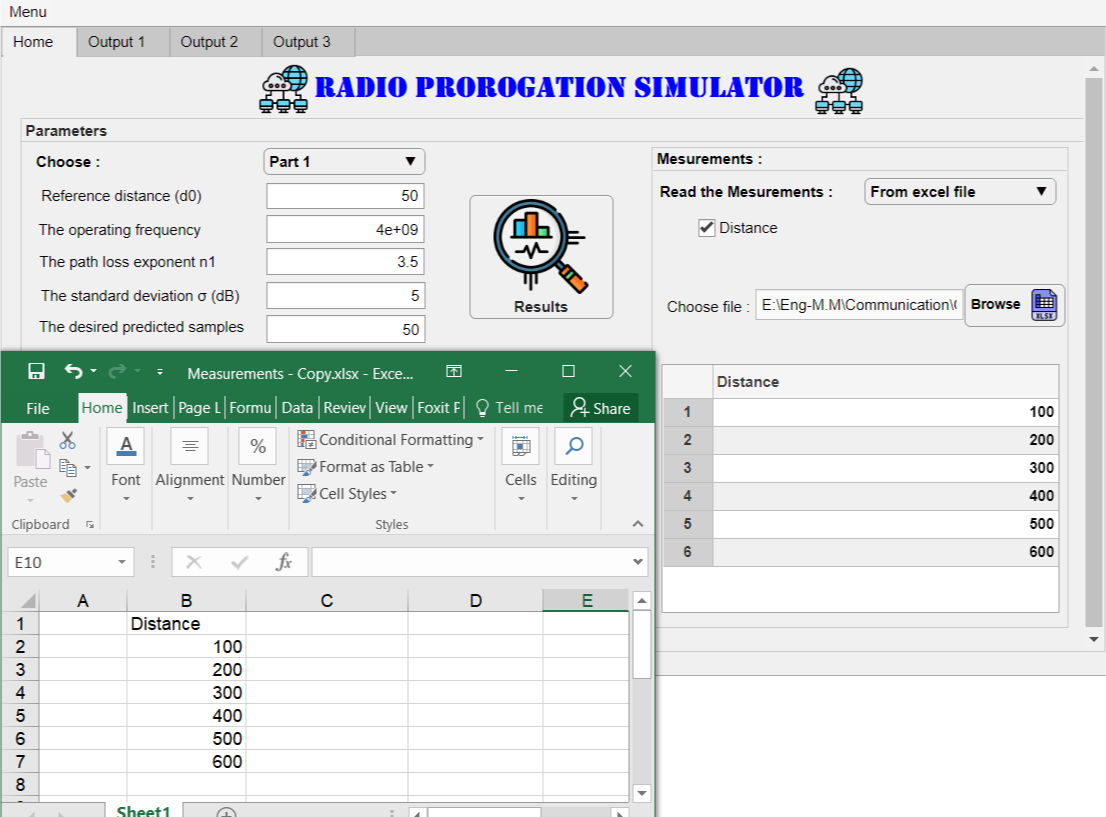 Menu
Home Output 1 Output 2 Output 3
RADIO PROROGATION SIMULATOR
Parameters
Choose : Part 1
Reference distance (d0) 50
The operating frequency 4e+09
The path loss exponent n1 3.5
The standard deviation σ (dB) 5
The desired predicted samples 50
Results
Mesurements :
Read the Mesurements : From excel file
Distance
Choose file : E:\Eng-M.M\Communication\ Browse
XLSX
Distance
1 100
2 200
3 300
4 400
5 500
6 600
Measurements - Copy.xlsx - Exce...
File Home Insert Page L Formu Data Review View Foxit F Tell me Share
Paste Font Alignment Number Conditional Formatting Cells Editing
%
Format as Table
Cell Styles
Clipboard Styles
E10 fx
A B C D E
1 Distance
2 100
3 200
4 300
5 400
6 500
7 600
8
Sheet1